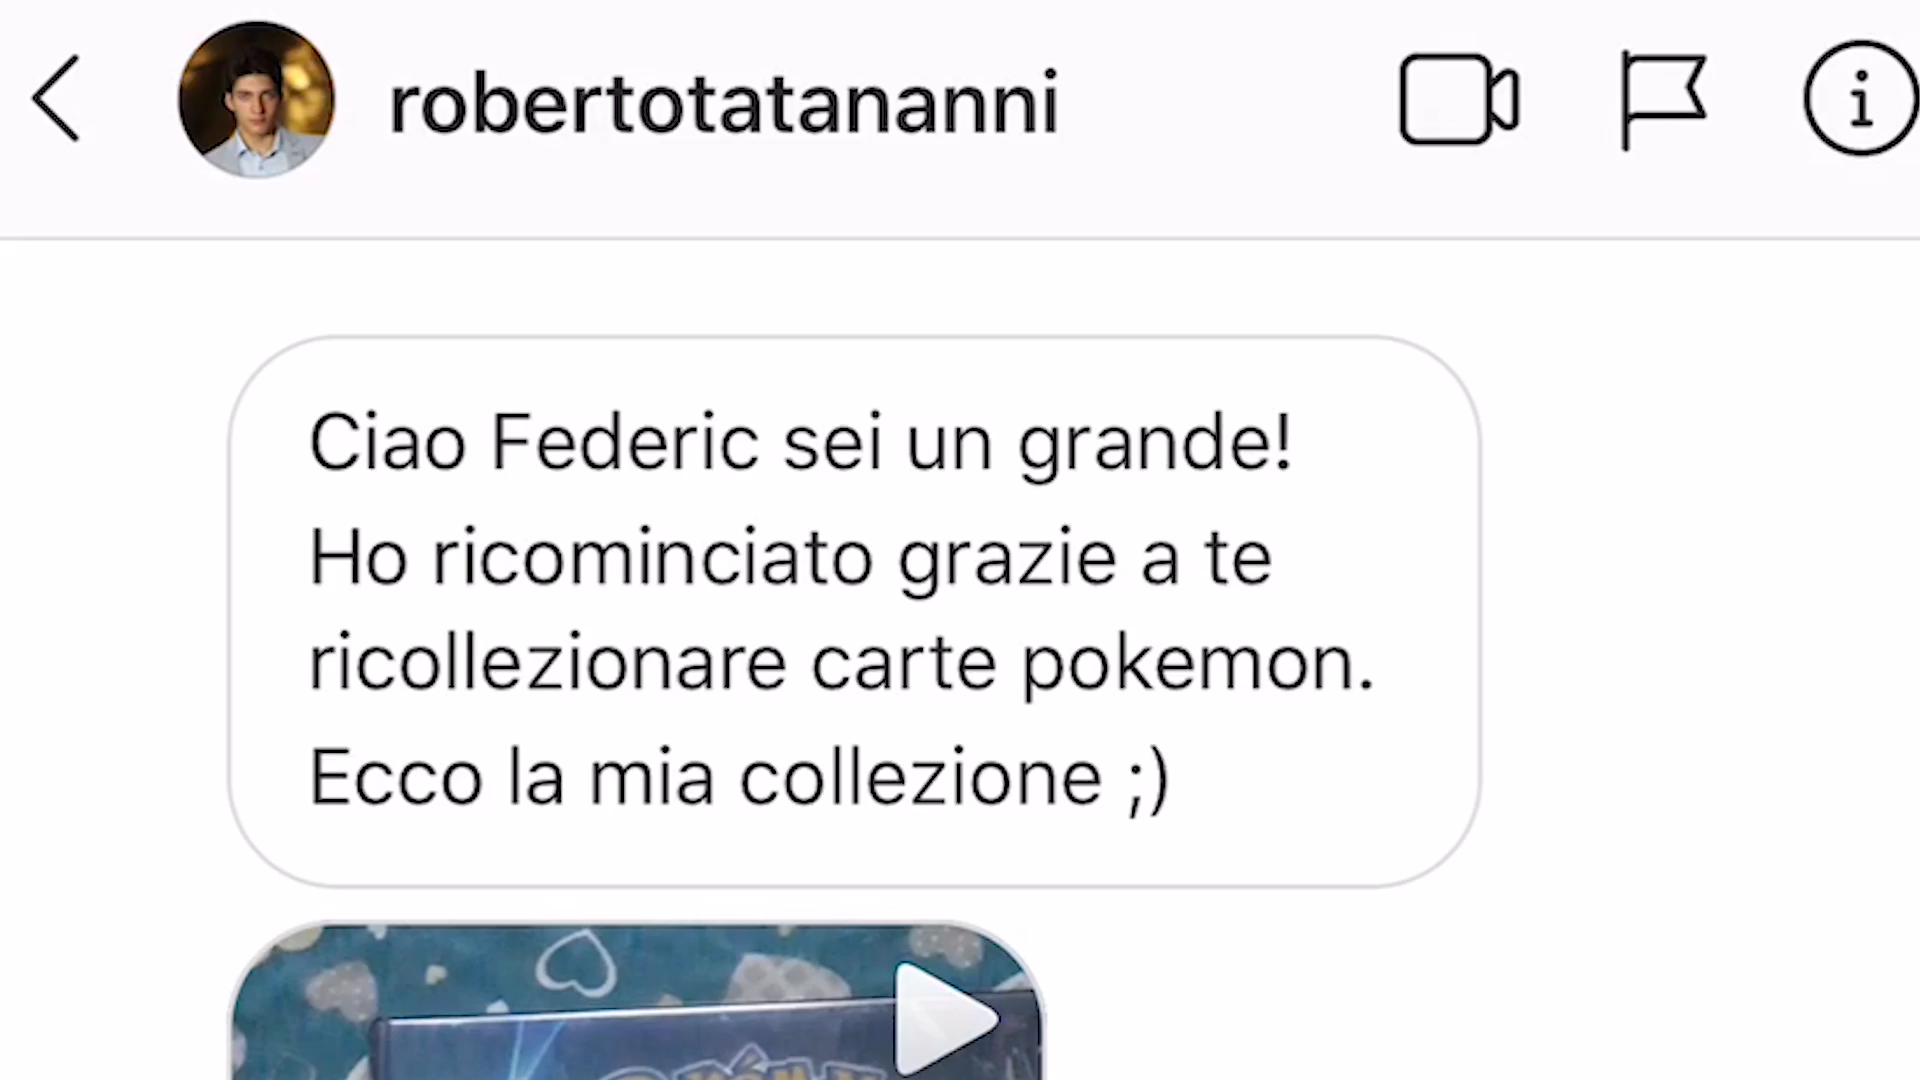 robertotatananni
Ciao Federic sei un grande!
Ho ricominciato grazie a te
ricollezionare carte pokemon.
Ecco la mia collezione ;)